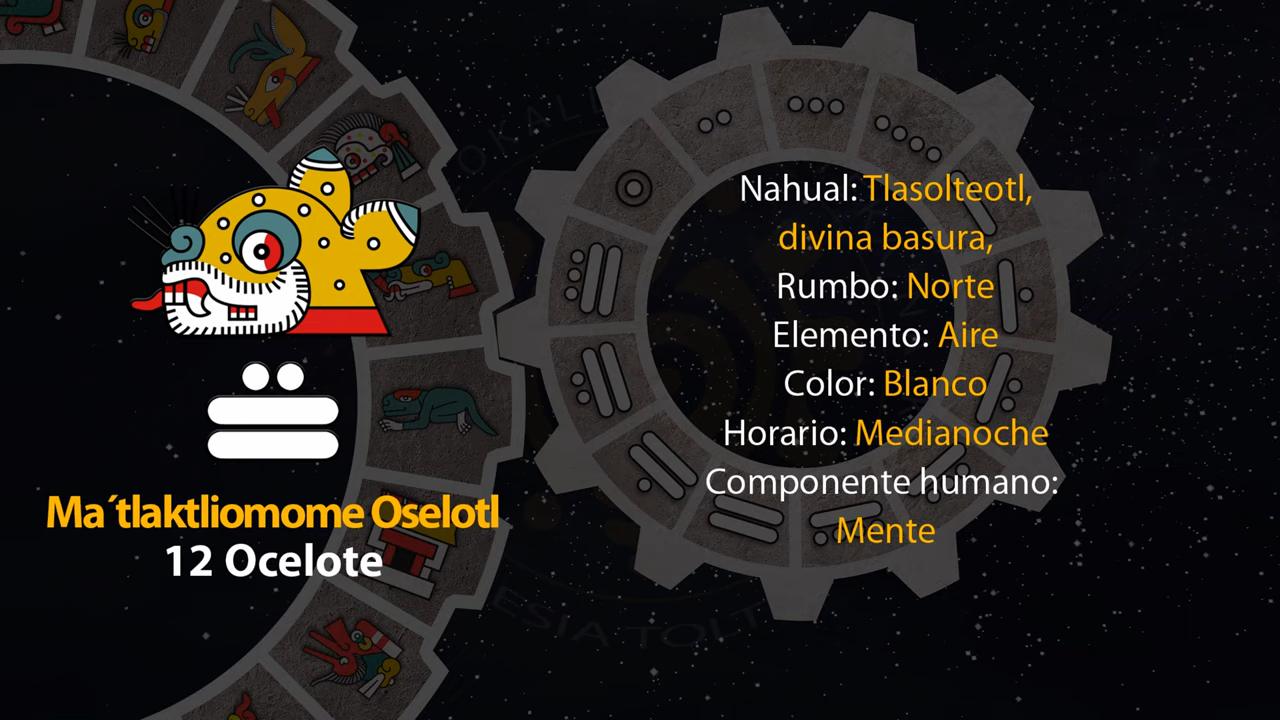 Ma´tlaktliomome Oselotl
12 Ocelote
Nahual: Tlasolteotl,
divina basura,
Rumbo: Norte
Elemento: Aire
Color: Blanco
Horario: Medianoche
Componente humano:
Mente